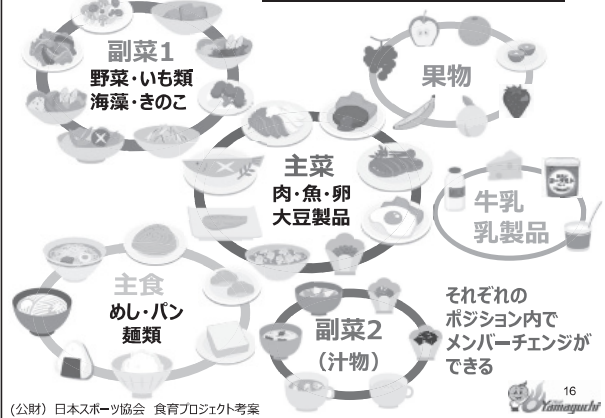 副菜1
野菜・いも類
海藻・きのこ
果物
主菜
肉・魚・卵
大豆製品
牛乳
乳製品
主食
めし・パン
麺類
副菜2
（汁物）
それぞれの
ポジション内で
メンバーチェンジが
できる
16
Yamaguchi
(公財) 日本スポーツ協会 食育プロジェクト考案